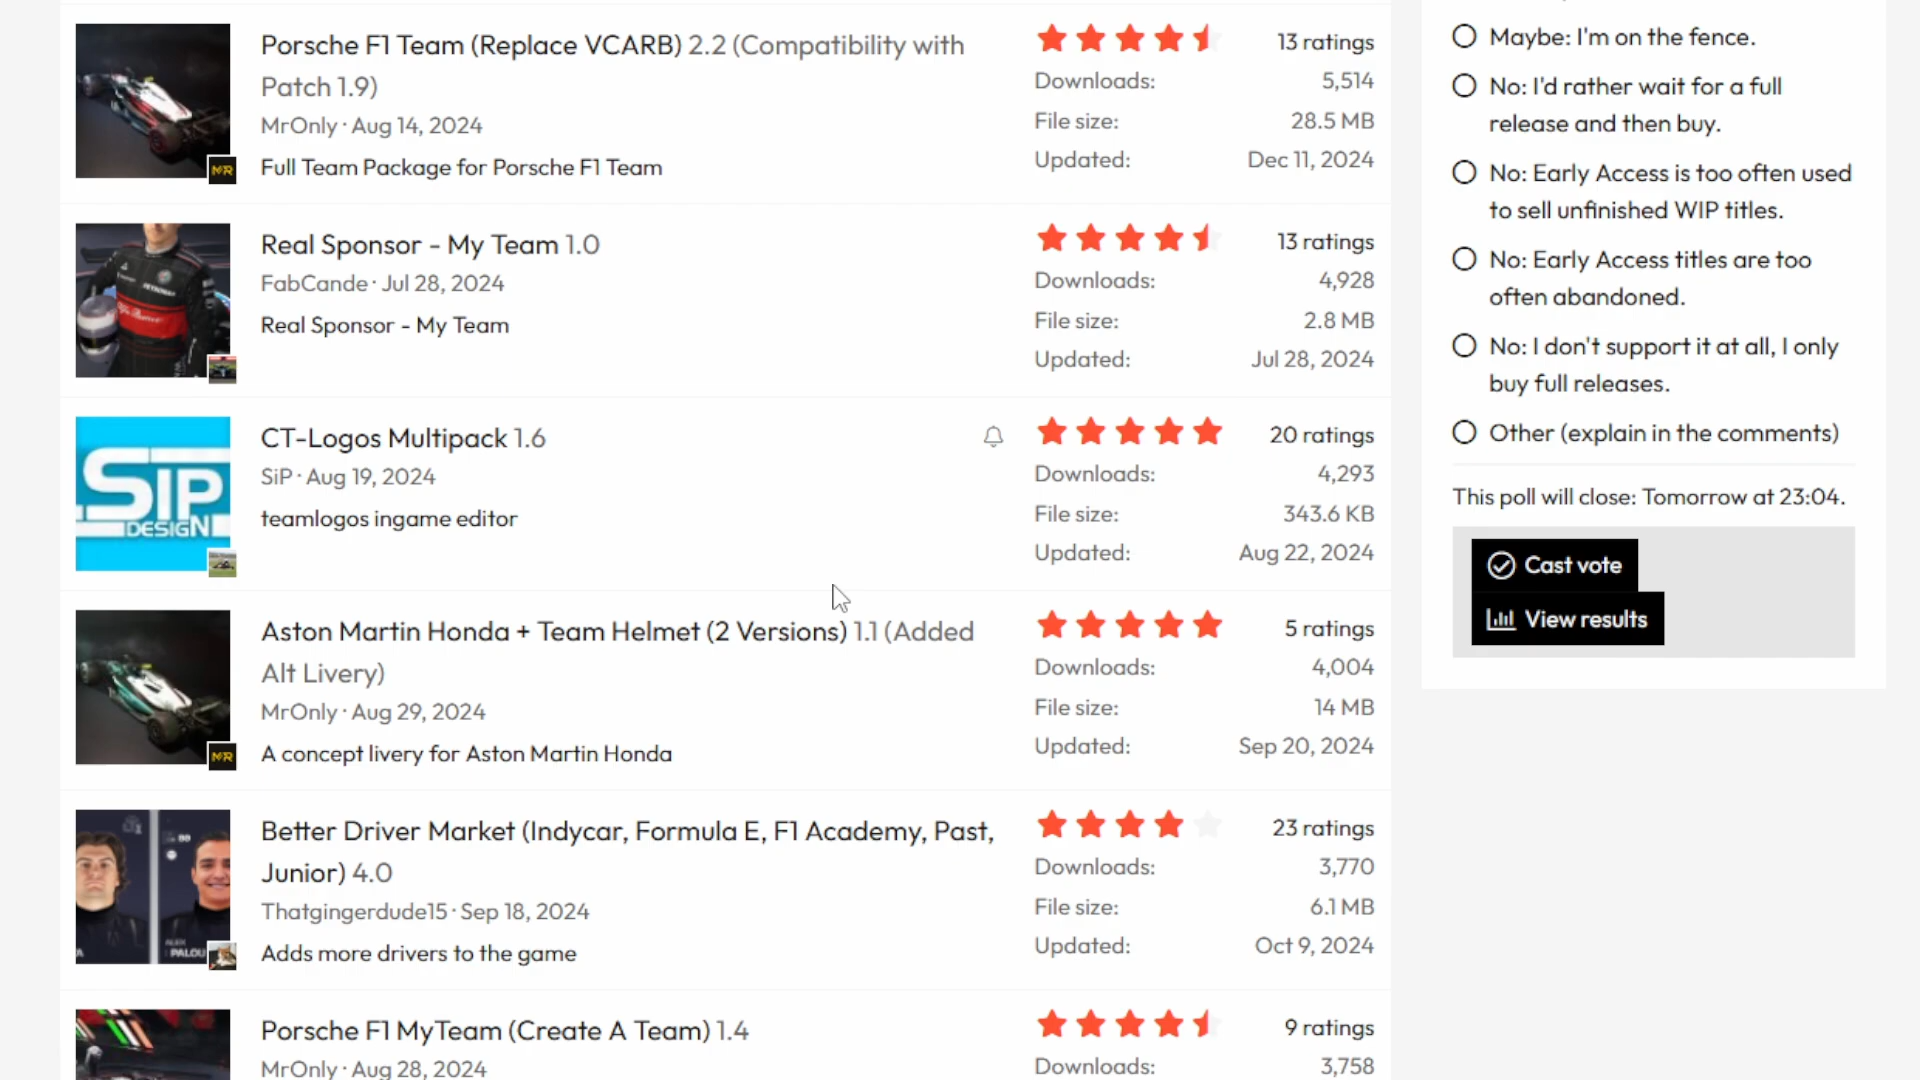 Porsche F1 Team (Replace VCARB) 2.2 (Compatibility with
Patch 1.9)
MrOnly · Aug 14, 2024
Full Team Package for Porsche F1 Team
13 ratings
Downloads: 5,514
File size: 28.5 MB
Updated: Dec 11, 2024
MR
Real Sponsor - My Team 1.0
FabCande · Jul 28, 2024
Real Sponsor - My Team
13 ratings
Downloads: 4,928
File size: 2.8 MB
Updated: Jul 28, 2024
PETRONAS
CT-Logos Multipack 1.6
SiP · Aug 19, 2024
teamlogos ingame editor
20 ratings
Downloads: 4,293
File size: 343.6 KB
Updated: Aug 22, 2024
SIP
DESIGN
Aston Martin Honda + Team Helmet (2 Versions) 1.1 (Added
Alt Livery)
MrOnly · Aug 29, 2024
A concept livery for Aston Martin Honda
5 ratings
Downloads: 4,004
File size: 14 MB
Updated: Sep 20, 2024
MR
Better Driver Market (Indycar, Formula E, F1 Academy, Past,
Junior) 4.0
Thatgingerdude15 · Sep 18, 2024
Adds more drivers to the game
23 ratings
Downloads: 3,770
File size: 6.1 MB
Updated: Oct 9, 2024
PALOU
Porsche F1 MyTeam (Create A Team) 1.4
MrOnly · Aug 28, 2024
9 ratings
Downloads: 3,758
Maybe: I'm on the fence.
No: I'd rather wait for a full
release and then buy.
No: Early Access is too often used
to sell unfinished WIP titles.
No: Early Access titles are too
often abandoned.
No: I don't support it at all, I only
buy full releases.
Other (explain in the comments)
This poll will close: Tomorrow at 23:04.
Cast vote
View results